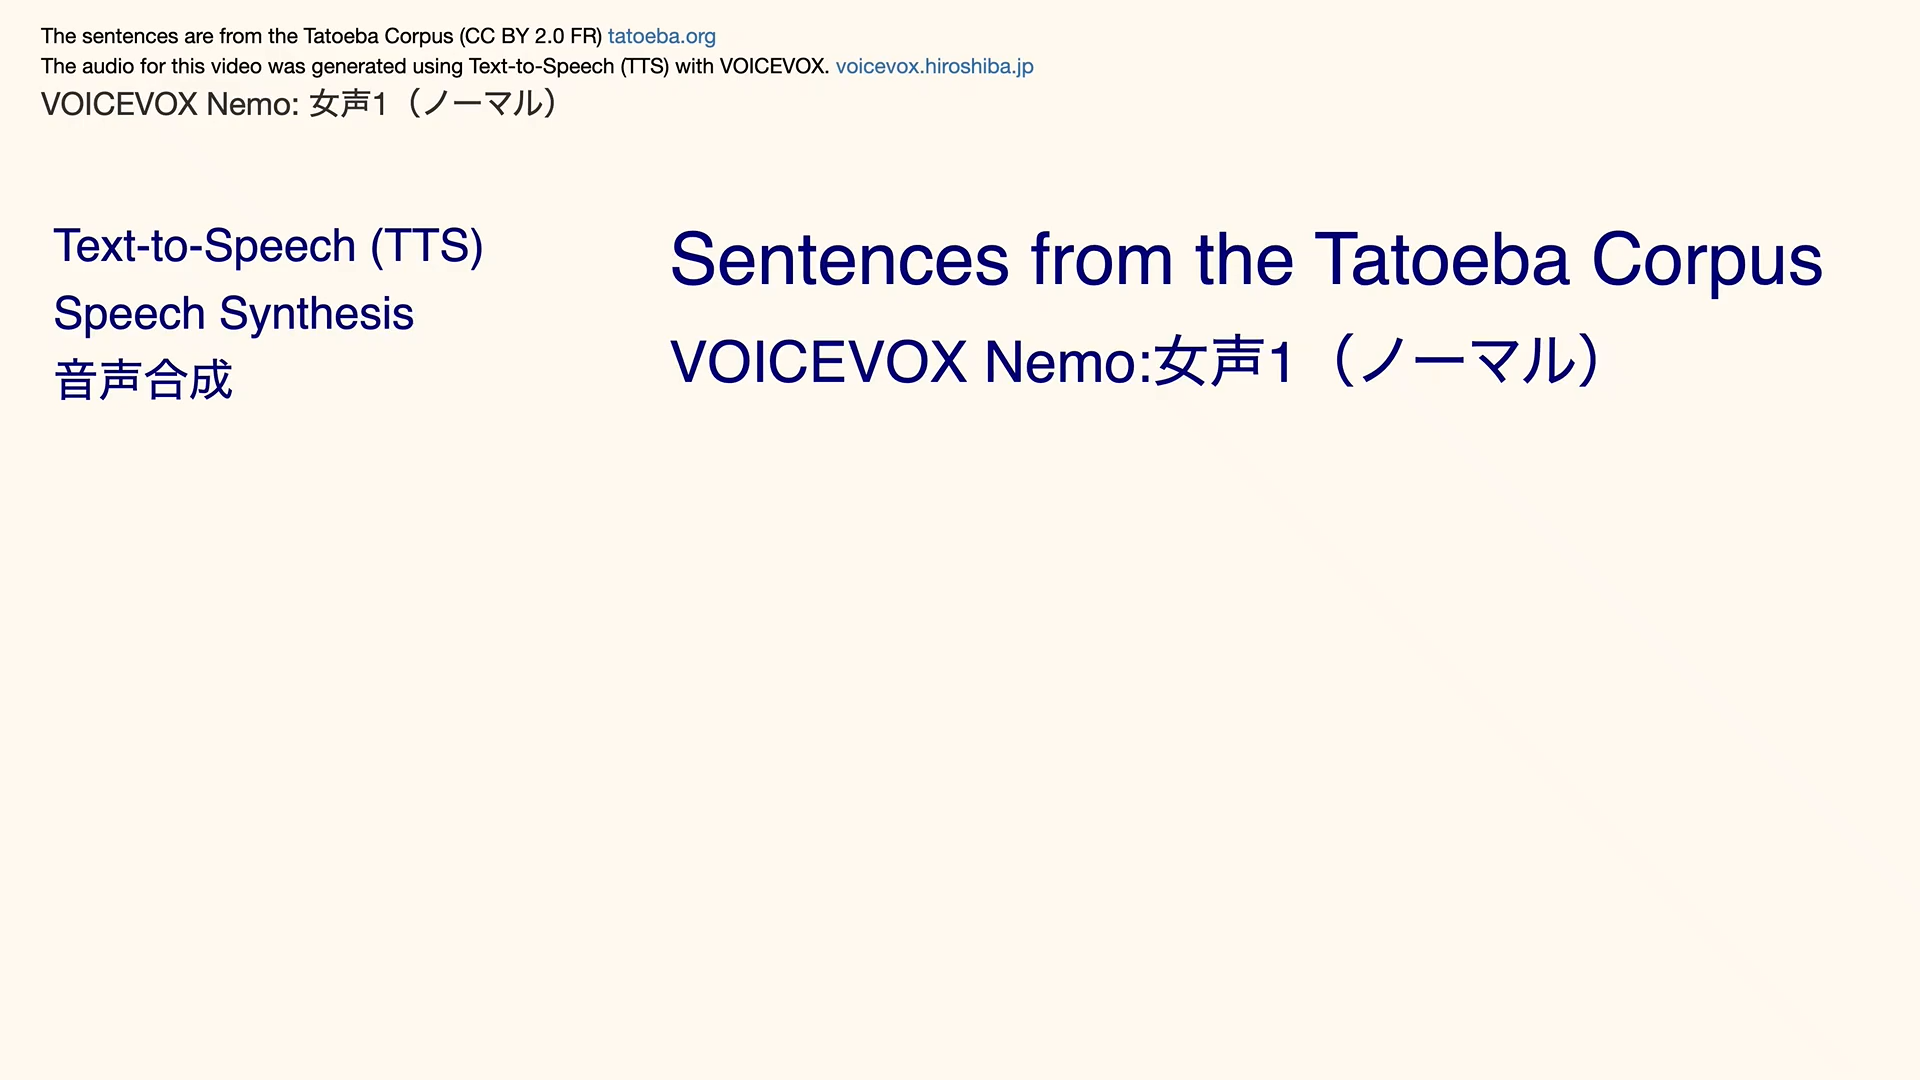 The sentences are from the Tatoeba Corpus (CC BY 2.0 FR) tatoeba.org
The audio for this video was generated using Text-to-Speech (TTS) with VOICEVOX. voicevox.hiroshiba.jp
VOICEVOX Nemo: 女声1（ノーマル）
Text-to-Speech (TTS)
Speech Synthesis
音声合成
Sentences from the Tatoeba Corpus
VOICEVOX Nemo:女声1（ノーマル）